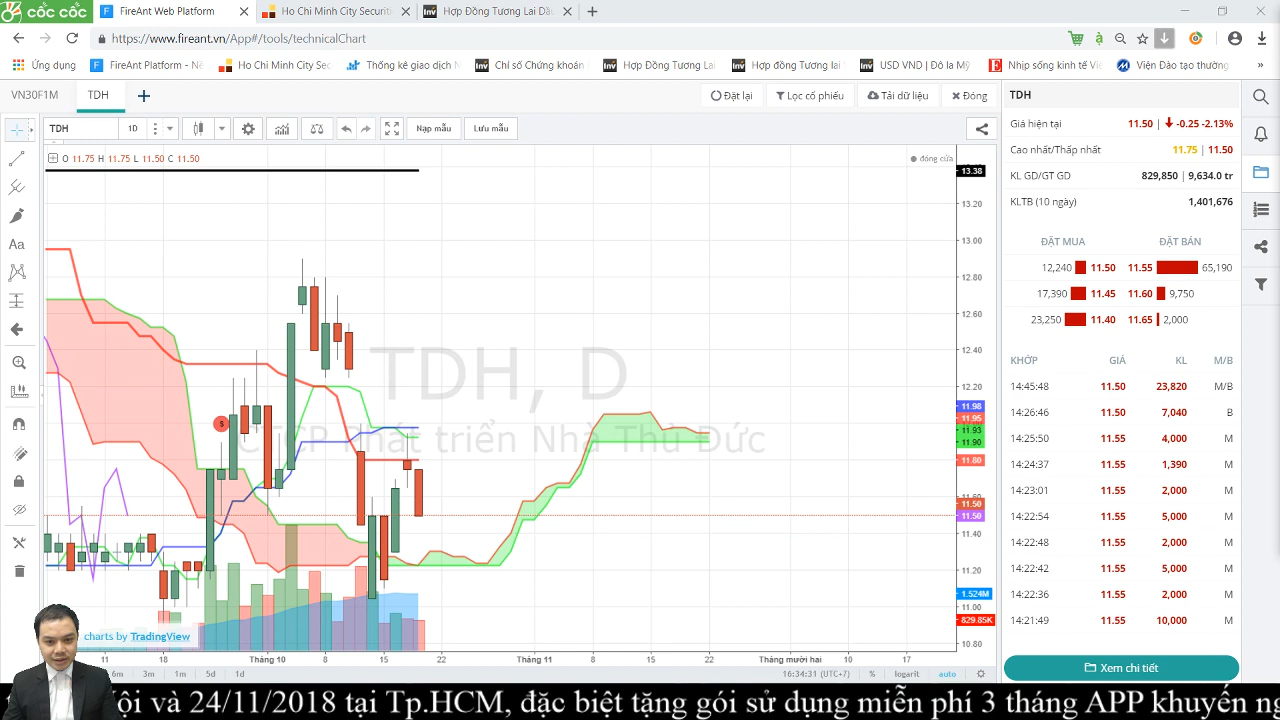 cốc cốc
FireAnt Web Platform
Ho Chi Minh City Securiti
Hợp Đồng Tương Lai Dầu
https://www.fireant.vn/App#/tools/technicalChart
Ứng dụng
FireAnt Platform - Nề
Ho Chi Minh City Sec
Thống kê giao dịch N
Chỉ số Chứng khoán
Hợp Đồng Tương Lai
Hợp đồng Tương lai
USD VND | Đô la Mỹ
Nhịp sống kinh tế Vi
Viện Đào tạo thường
VN30F1M
TDH
Đặt lại
Lọc cổ phiếu
Tải dữ liệu
Đóng
TDH
1D
Nạp mẫu
Lưu mẫu
O 11.75 H 11.75 L 11.50 C 11.50
đóng cửa
TDH, D
CTCP Phát triển Nhà Thủ Đức
13.38
13.20
13.00
12.80
12.60
12.40
12.20
11.98
11.95
11.93
11.90
11.80
11.60
11.50
11.50
11.40
11.20
1.524M
11.00
829.85K
10.80
charts by TradingView
11
18
Tháng 10
8
15
22
Tháng 11
8
15
22
Tháng mười hai
10
17
6m
3m
1m
5d
1d
16:34:31 (UTC+7)
%
logarit
auto
TDH
Giá hiện tại 11.50 | -0.25 -2.13%
Cao nhất/Thấp nhất 11.75 | 11.50
KL GD/GT GD 829,850 | 9,634.0 tr
KLTB (10 ngày) 1,401,676
ĐẶT MUA ĐẶT BÁN
12,240 11.50 11.55 65,190
17,390 11.45 11.60 9,750
23,250 11.40 11.65 2,000
KHỚP GIÁ KL M/B
14:45:48 11.50 23,820 M/B
14:26:46 11.50 7,040 B
14:25:50 11.55 4,000 M
14:24:37 11.55 1,390 M
14:23:01 11.55 2,000 M
14:22:54 11.55 5,000 M
14:22:48 11.55 2,000 M
14:22:42 11.55 5,000 M
14:22:36 11.55 2,000 M
14:21:49 11.55 10,000 M
Xem chi tiết
ội và 24/11/2018 tại Tp.HCM, đặc biệt tặng gói sử dụng miễn phí 3 tháng APP khuyến ng